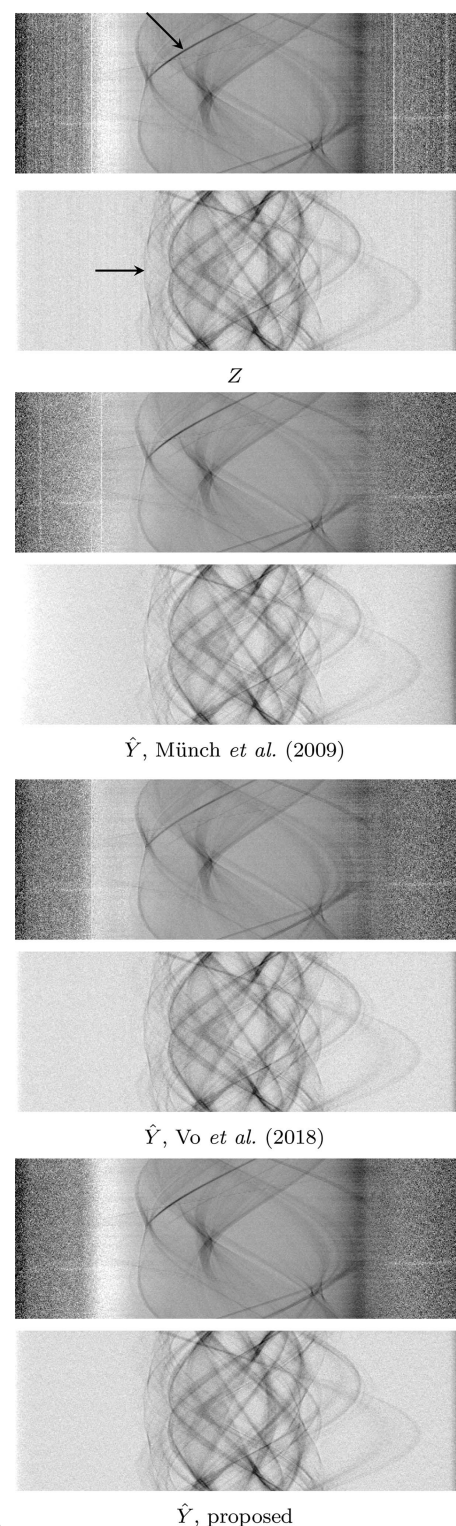 Z
Ŷ, Münch et al. (2009)
Ŷ, Vo et al. (2018)
Ŷ, proposed